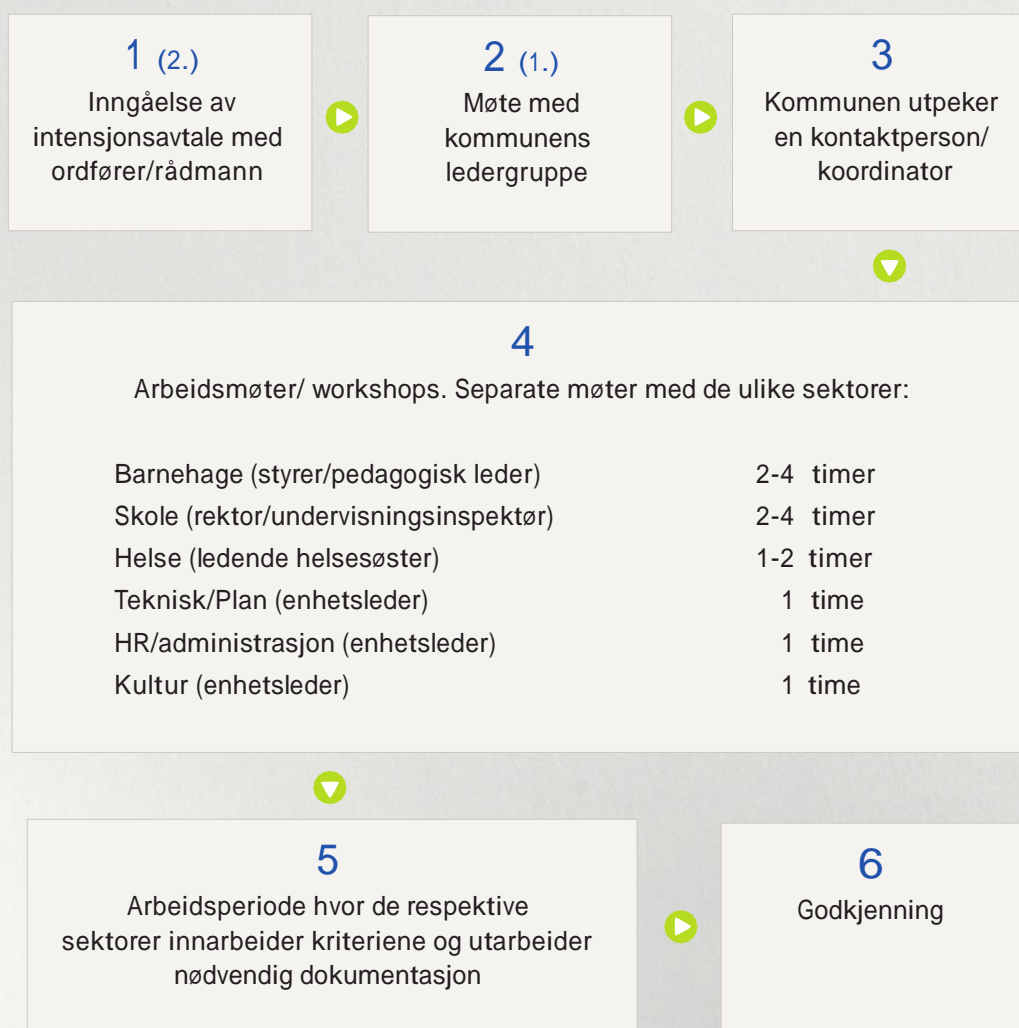 1 (2.)
Inngåelse av
intensjonsavtale med
ordfører/rådmann
2 (1.)
Møte med
kommunens
ledergruppe
3
Kommunen utpeker
en kontaktperson/
koordinator
4
Arbeidsmøter/ workshops. Separate møter med de ulike sektorer:
Barnehage (styrer/pedagogisk leder) 2-4 timer
Skole (rektor/undervisningsinspektør) 2-4 timer
Helse (ledende helsesøster) 1-2 timer
Teknisk/Plan (enhetsleder) 1 time
HR/administrasjon (enhetsleder) 1 time
Kultur (enhetsleder) 1 time
5
Arbeidsperiode hvor de respektive
sektorer innarbeider kriteriene og utarbeider
nødvendig dokumentasjon
6
Godkjenning